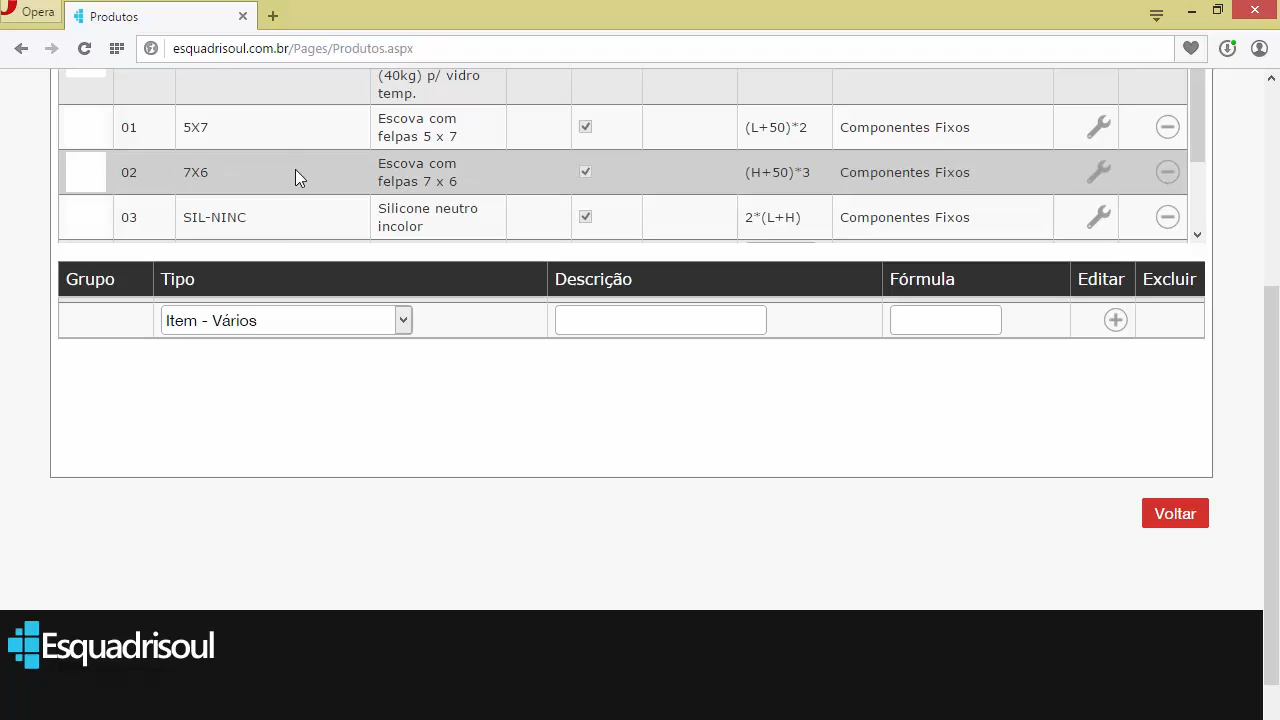 Opera
Produtos
esquadrisoul.com.br/Pages/Produtos.aspx
(40kg) p/ vidro
temp.
01 5X7 Escova com felpas 5 x 7 (L+50)*2 Componentes Fixos
02 7X6 Escova com felpas 7 x 6 (H+50)*3 Componentes Fixos
03 SIL-NINC Silicone neutro incolor 2*(L+H) Componentes Fixos
Grupo Tipo Descrição Fórmula Editar Excluir
Item - Vários
Voltar
Esquadrisoul